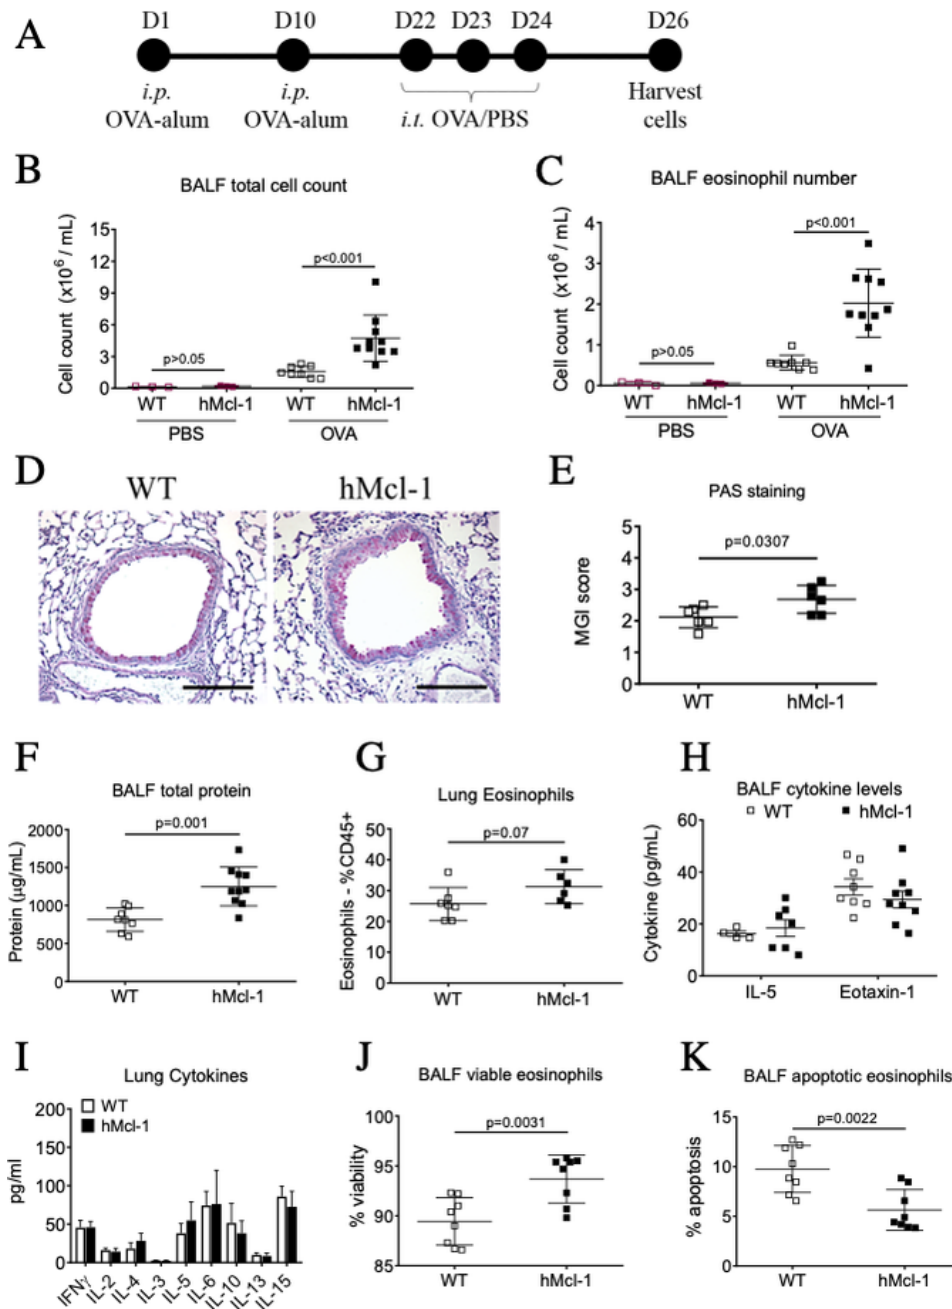 A
D1 D10 D22 D23 D24 D26
i.p. i.p. i.t. OVA/PBS Harvest
OVA-alum OVA-alum cells
B
BALF total cell count
Cell count (x10⁶ / mL)
15
12
9
6
3
0
p>0.05
p<0.001
WT hMcl-1 WT hMcl-1
PBS OVA
C
BALF eosinophil number
Cell count (x10⁶ / mL)
4
3
2
1
0
p>0.05
p<0.001
WT hMcl-1 WT hMcl-1
PBS OVA
D
WT hMcl-1
E
PAS staining
MGI score
5
4
3
2
1
0
p=0.0307
WT hMcl-1
F
BALF total protein
Protein (µg/mL)
2000
1500
1000
500
0
p=0.001
WT hMcl-1
G
Lung Eosinophils
Eosinophils - %CD45+
50
40
30
20
10
0
p=0.07
WT hMcl-1
H
BALF cytokine levels
WT hMcl-1
Cytokine (pg/mL)
60
40
20
0
IL-5 Eotaxin-1
I
Lung Cytokines
WT
hMcl-1
pg/ml
200
150
100
50
0
IFNγ IL-2 IL-4 IL-3 IL-5 IL-6 IL-10 IL-13 IL-15
J
BALF viable eosinophils
% viability
100
95
90
85
p=0.0031
WT hMcl-1
K
BALF apoptotic eosinophils
% apoptosis
15
10
5
0
p=0.0022
WT hMcl-1